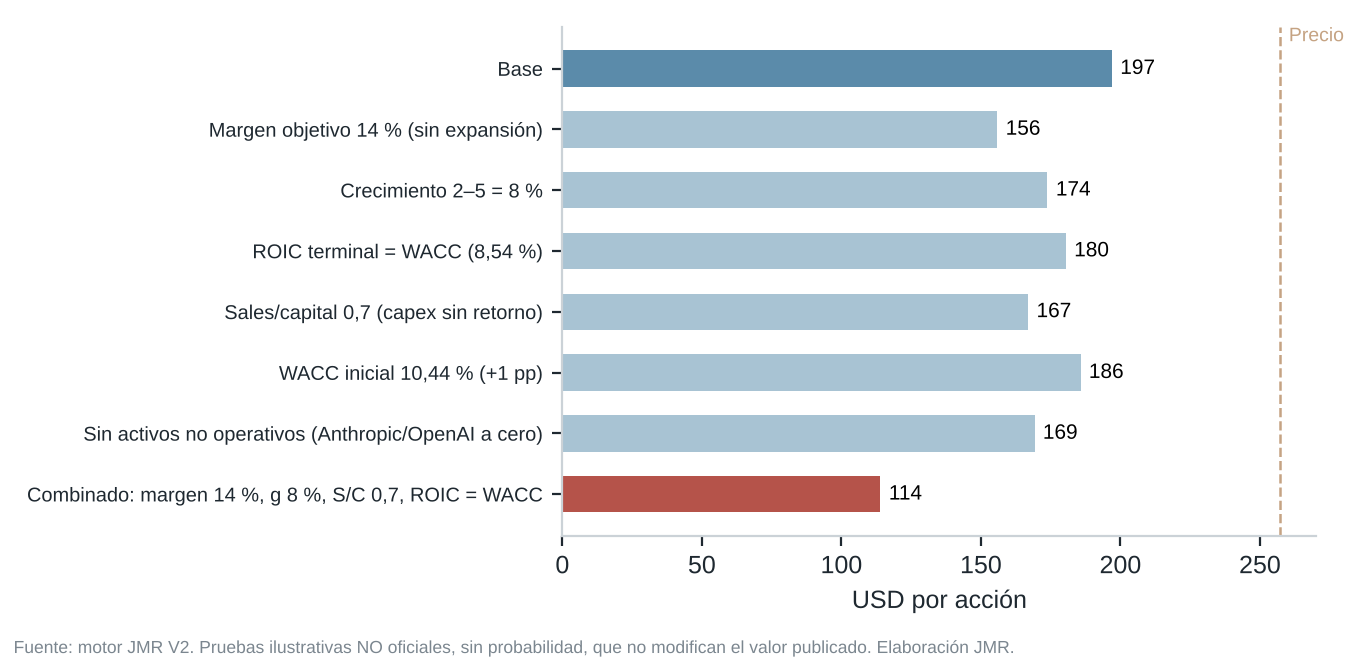 Precio
Base 197
Margen objetivo 14 % (sin expansión) 156
Crecimiento 2–5 = 8 % 174
ROIC terminal = WACC (8,54 %) 180
Sales/capital 0,7 (capex sin retorno) 167
WACC inicial 10,44 % (+1 pp) 186
Sin activos no operativos (Anthropic/OpenAI a cero) 169
Combinado: margen 14 %, g 8 %, S/C 0,7, ROIC = WACC 114
0 50 100 150 200 250
USD por acción
Fuente: motor JMR V2. Pruebas ilustrativas NO oficiales, sin probabilidad, que no modifican el valor publicado. Elaboración JMR.